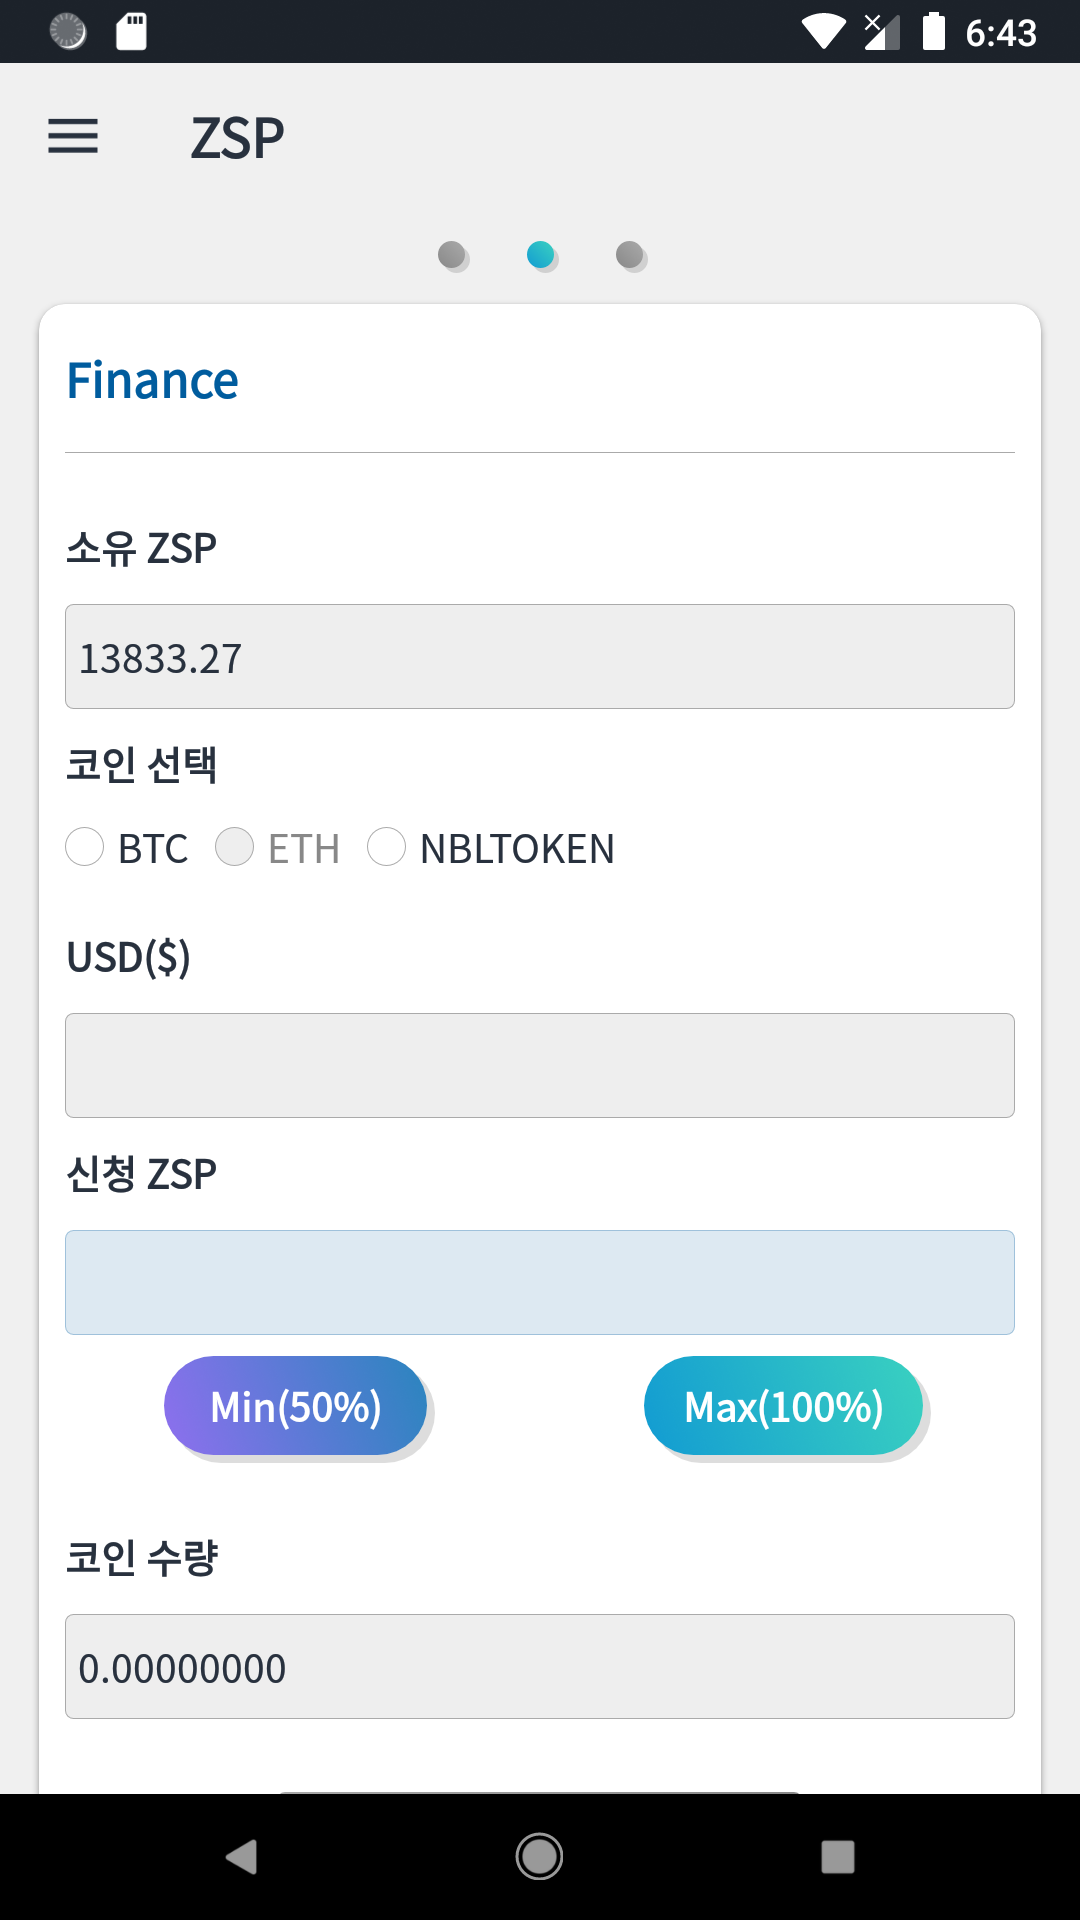 6:43
ZSP
Finance
소유 ZSP
13833.27
코인 선택
BTC ETH NBLTOKEN
USD($)
신청 ZSP
Min(50%) Max(100%)
코인 수량
0.00000000